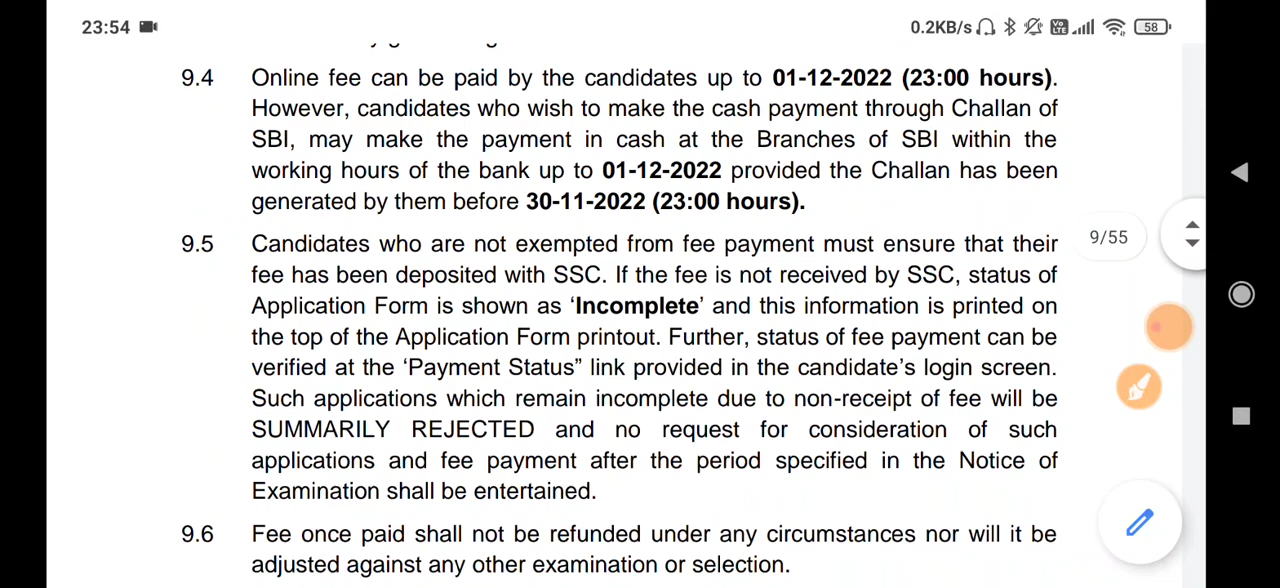 23:54
0.2KB/s Vo LTE 58
9.4 Online fee can be paid by the candidates up to 01-12-2022 (23:00 hours).
However, candidates who wish to make the cash payment through Challan of
SBI, may make the payment in cash at the Branches of SBI within the
working hours of the bank up to 01-12-2022 provided the Challan has been
generated by them before 30-11-2022 (23:00 hours).
9.5 Candidates who are not exempted from fee payment must ensure that their
fee has been deposited with SSC. If the fee is not received by SSC, status of
Application Form is shown as ‘Incomplete’ and this information is printed on
the top of the Application Form printout. Further, status of fee payment can be
verified at the ‘Payment Status” link provided in the candidate’s login screen.
Such applications which remain incomplete due to non-receipt of fee will be
SUMMARILY REJECTED and no request for consideration of such
applications and fee payment after the period specified in the Notice of
Examination shall be entertained.
9.6 Fee once paid shall not be refunded under any circumstances nor will it be
adjusted against any other examination or selection.
9/55